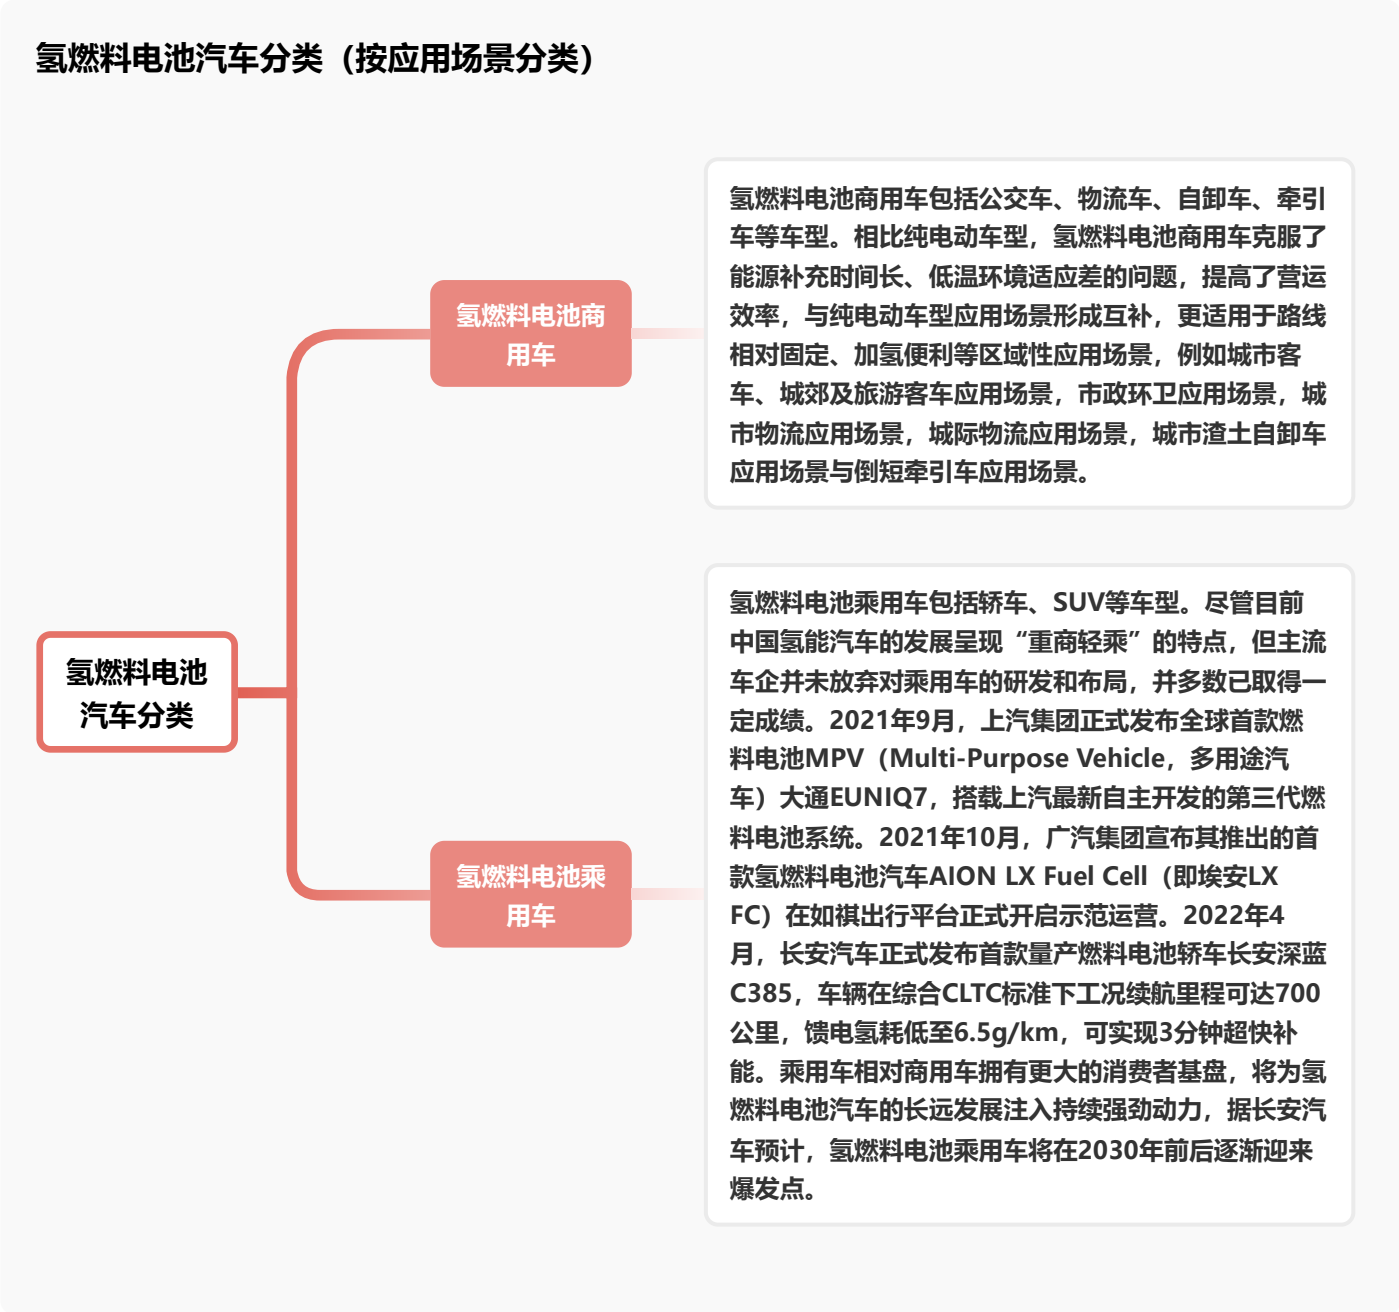 氢燃料电池汽车分类（按应用场景分类）
氢燃料电池
汽车分类
氢燃料电池商
用车
氢燃料电池商用车包括公交车、物流车、自卸车、牵引
车等车型。相比纯电动车型，氢燃料电池商用车克服了
能源补充时间长、低温环境适应差的问题，提高了营运
效率，与纯电动车型应用场景形成互补，更适用于路线
相对固定、加氢便利等区域性应用场景，例如城市客
车、城郊及旅游客车应用场景，市政环卫应用场景，城
市物流应用场景，城际物流应用场景，城市渣土自卸车
应用场景与倒短牵引车应用场景。
氢燃料电池乘
用车
氢燃料电池乘用车包括轿车、SUV等车型。尽管目前
中国氢能汽车的发展呈现“重商轻乘”的特点，但主流
车企并未放弃对乘用车的研发和布局，并多数已取得一
定成绩。2021年9月，上汽集团正式发布全球首款燃
料电池MPV（Multi-Purpose Vehicle，多用途汽
车）大通EUNIQ7，搭载上汽最新自主开发的第三代燃
料电池系统。2021年10月，广汽集团宣布其推出的首
款氢燃料电池汽车AION LX Fuel Cell（即埃安LX
FC）在如祺出行平台正式开启示范运营。2022年4
月，长安汽车正式发布首款量产燃料电池轿车长安深蓝
C385，车辆在综合CLTC标准下工况续航里程可达700
公里，馈电氢耗低至6.5g/km，可实现3分钟超快补
能。乘用车相对商用车拥有更大的消费者基盘，将为氢
燃料电池汽车的长远发展注入持续强劲动力，据长安汽
车预计，氢燃料电池乘用车将在2030年前后逐渐迎来
爆发点。